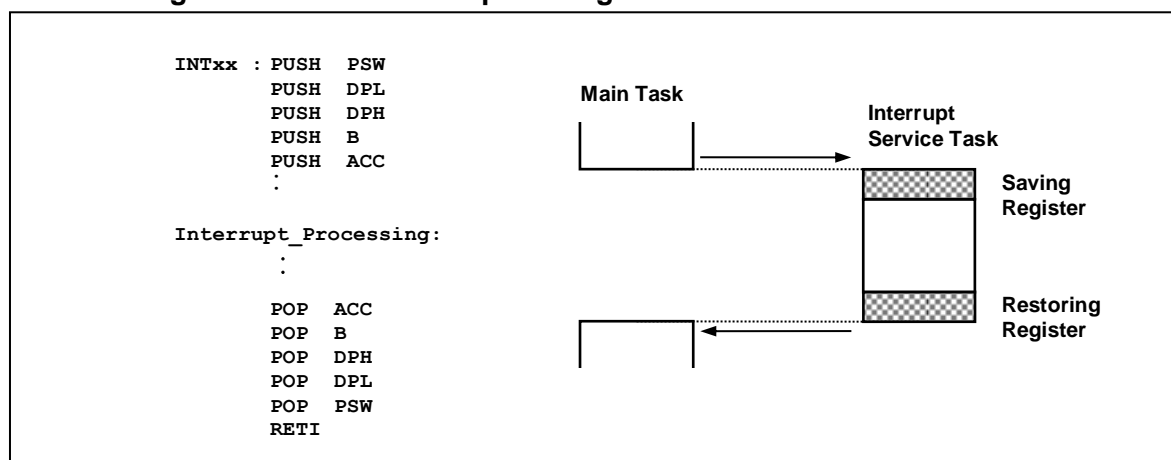 INTxx : PUSH PSW
PUSH DPL
PUSH DPH
PUSH B
PUSH ACC
:
Interrupt_Processing:
:
POP ACC
POP B
POP DPH
POP DPL
POP PSW
RETI
Main Task
Interrupt
Service Task
Saving
Register
Restoring
Register